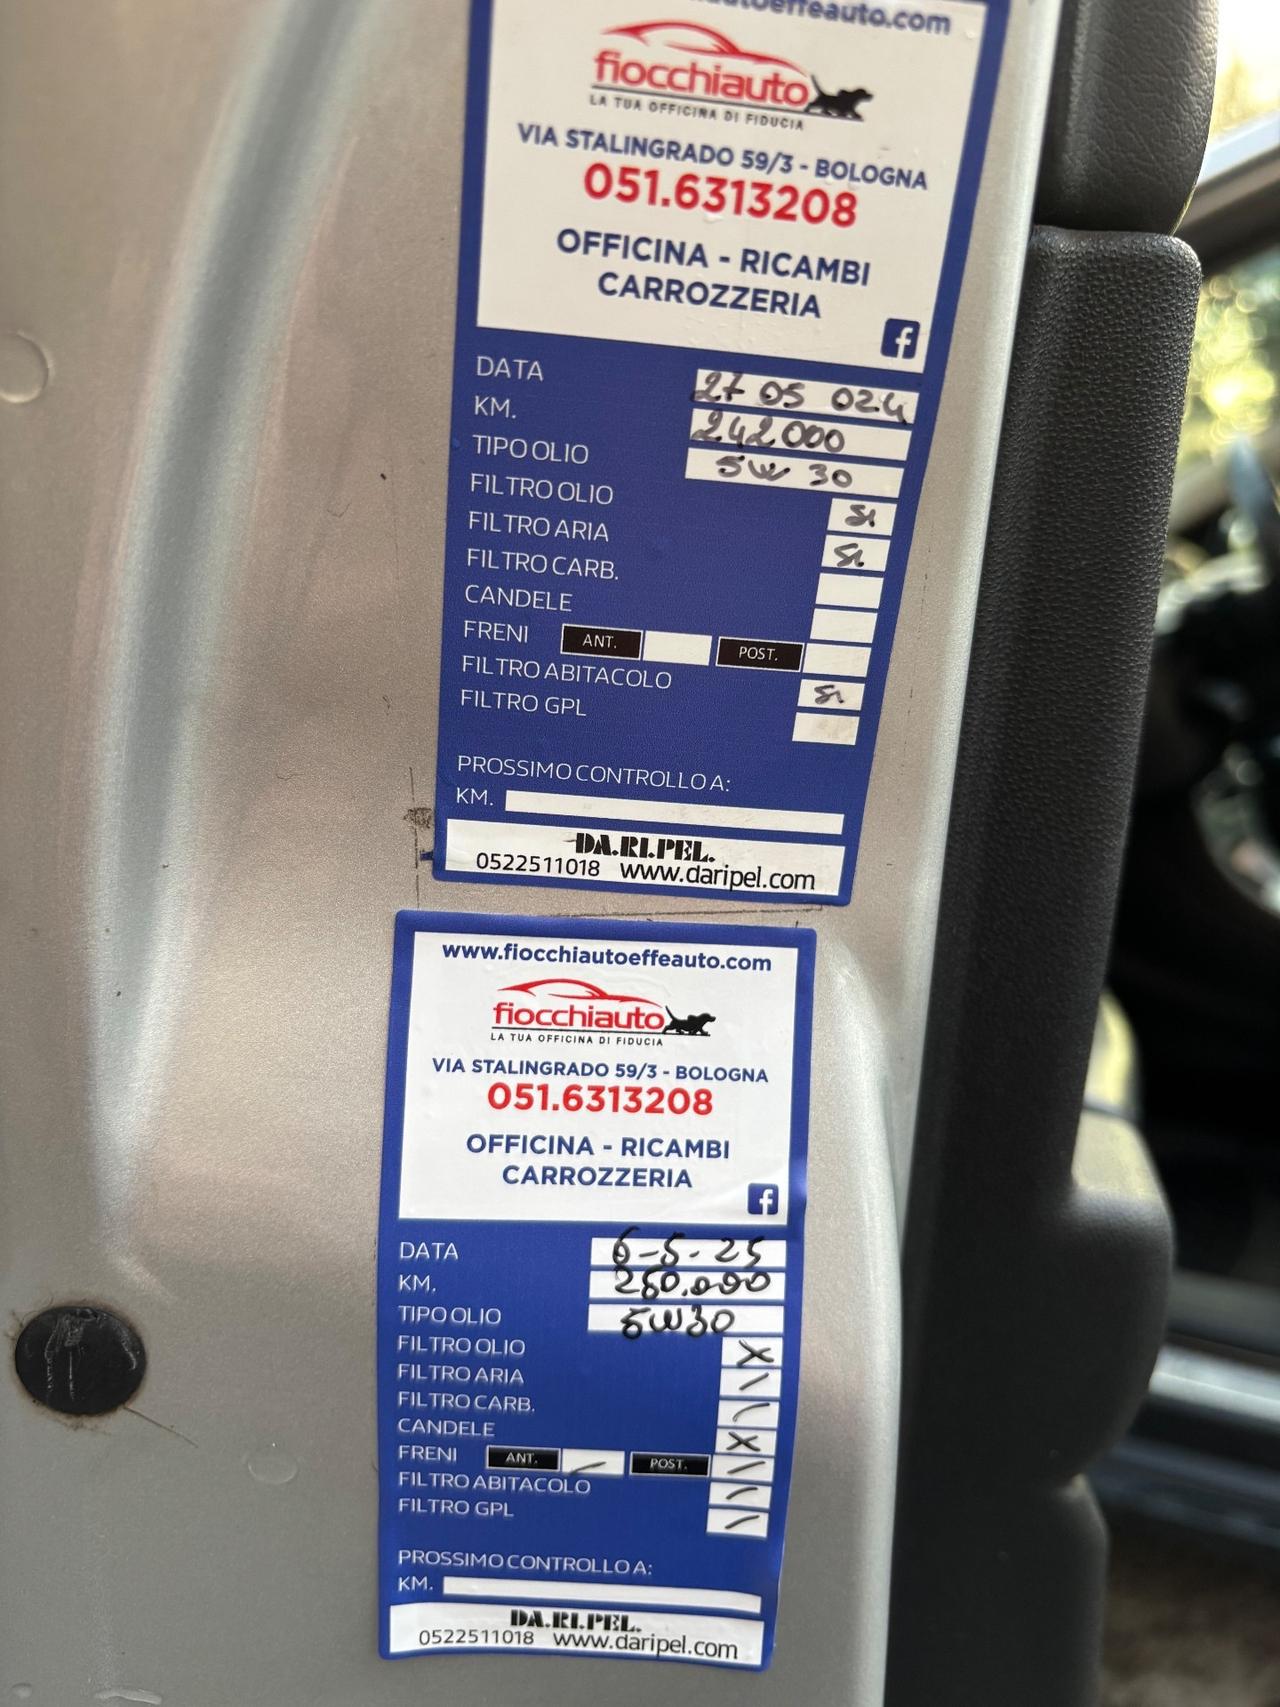 autoeffeauto.com
fiocchiauto
LA TUA OFFICINA DI FIDUCIA
VIA STALINGRADO 59/3 - BOLOGNA
051.6313208
OFFICINA - RICAMBI
CARROZZERIA
f
DATA 27 05 024
KM. 242000
TIPO OLIO 5W 30
FILTRO OLIO Si
FILTRO ARIA Si
FILTRO CARB.
CANDELE
FRENI ANT. POST.
FILTRO ABITACOLO Si
FILTRO GPL
PROSSIMO CONTROLLO A:
KM.
DA.RI.PEL.
0522511018 www.daripel.com
www.fiocchiautoeffeauto.com
fiocchiauto
LA TUA OFFICINA DI FIDUCIA
VIA STALINGRADO 59/3 - BOLOGNA
051.6313208
OFFICINA - RICAMBI
CARROZZERIA
f
DATA 6-5-25
KM. 250.000
TIPO OLIO 5W30
FILTRO OLIO X
FILTRO ARIA /
FILTRO CARB. /
CANDELE X
FRENI ANT. / POST. /
FILTRO ABITACOLO /
FILTRO GPL /
PROSSIMO CONTROLLO A:
KM.
DA.RI.PEL.
0522511018 www.daripel.com